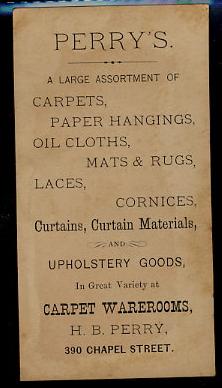 PERRY'S.
A LARGE ASSORTMENT OF
CARPETS,
PAPER HANGINGS,
OIL CLOTHS,
MATS & RUGS,
LACES,
CORNICES,
Curtains, Curtain Materials,
AND
UPHOLSTERY GOODS,
In Great Variety at
CARPET WAREROOMS,
H. B. PERRY,
390 CHAPEL STREET.